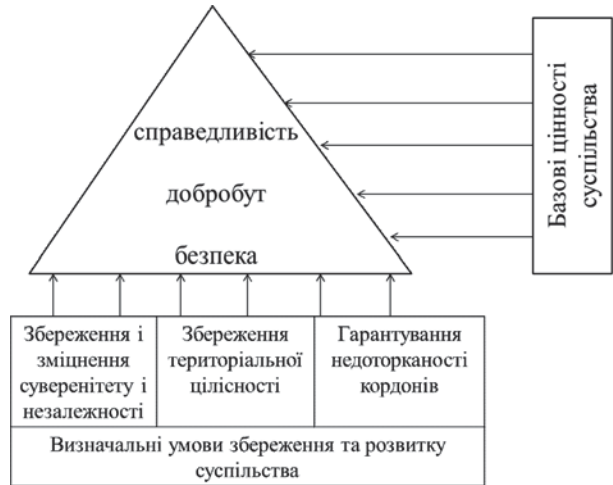 справедливість
добробут
безпека
Базові цінності
суспільства
Збереження і
зміцнення
суверенітету і
незалежності
Збереження
територіальної
цілісності
Гарантування
недоторканості
кордонів
Визначальні умови збереження та розвитку
суспільства